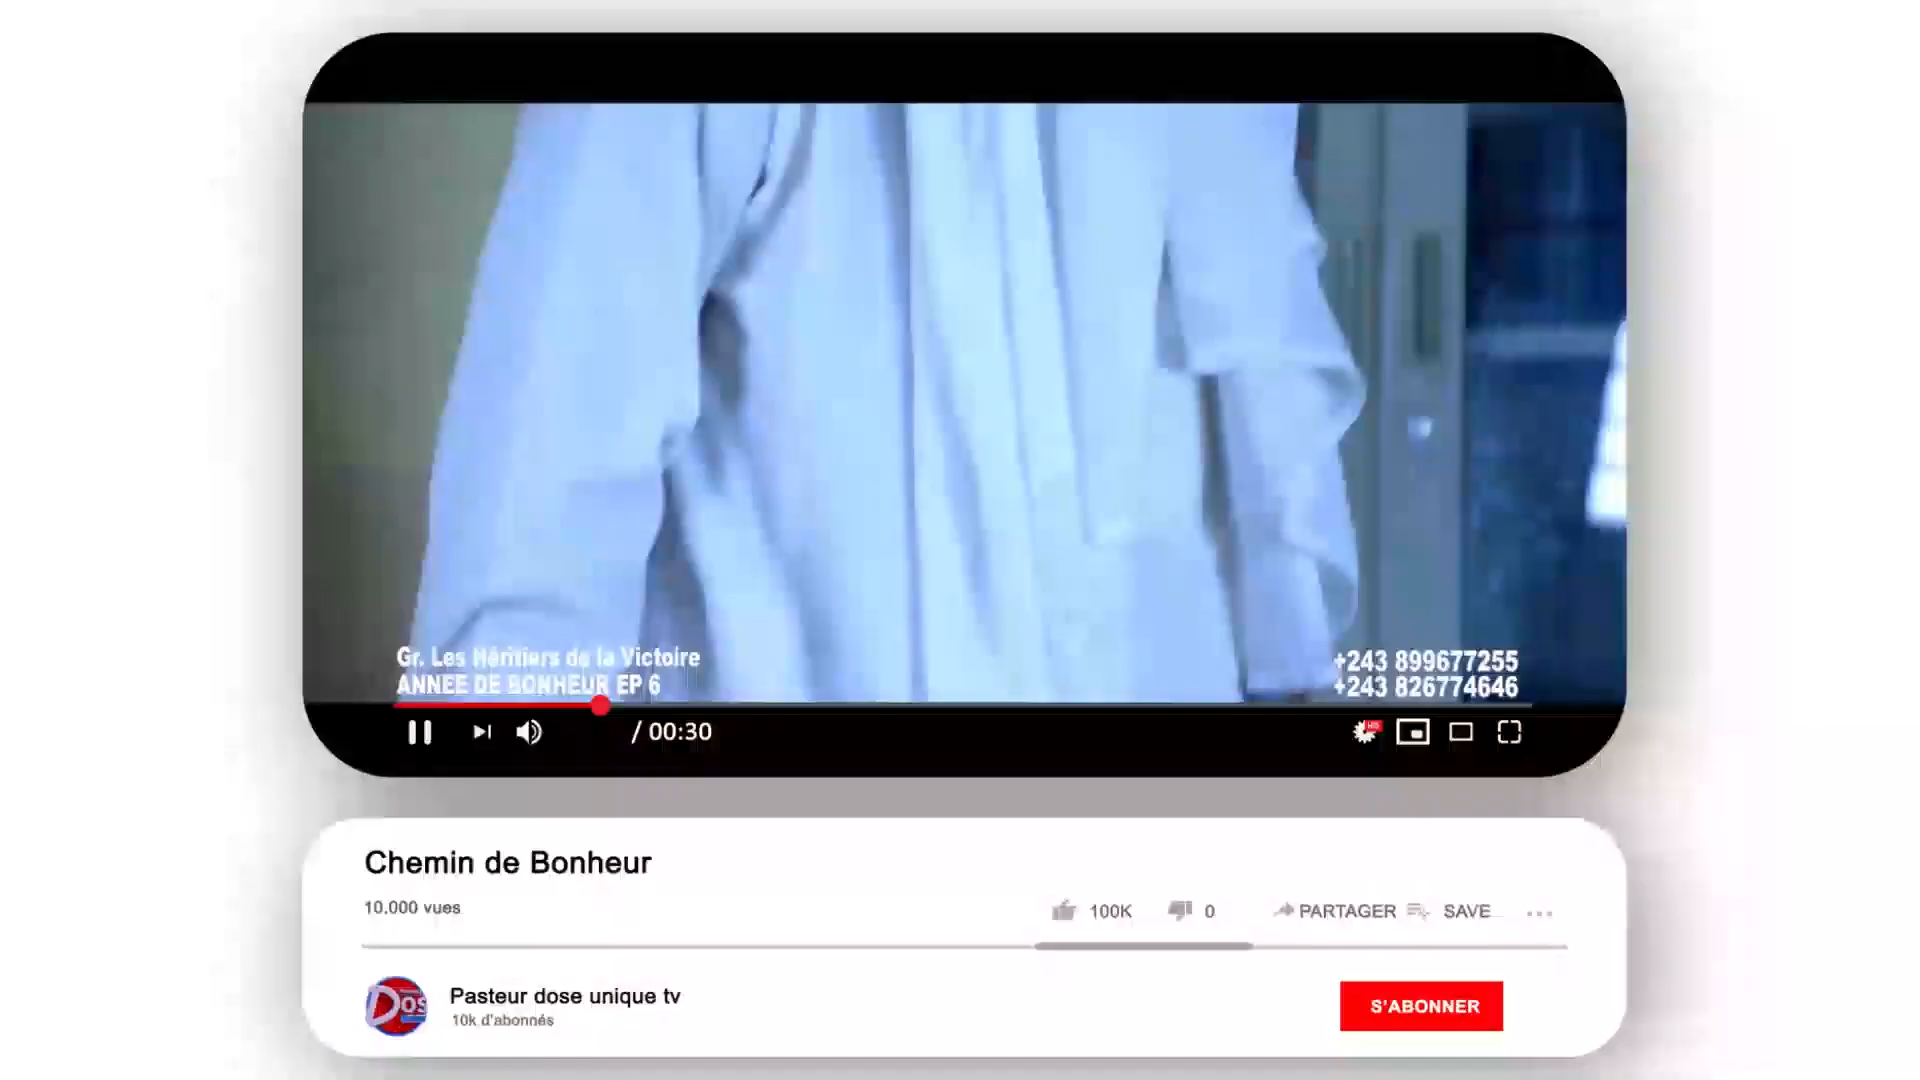 Gr. Les Héritiers de la Victoire
ANNEE DE BONHEUR EP 6
+243 899677255
+243 826774646
/ 00:30
HD
Chemin de Bonheur
10.000 vues
100K
0
PARTAGER
SAVE
Pasteur dose unique tv
10k d'abonnés
S'ABONNER